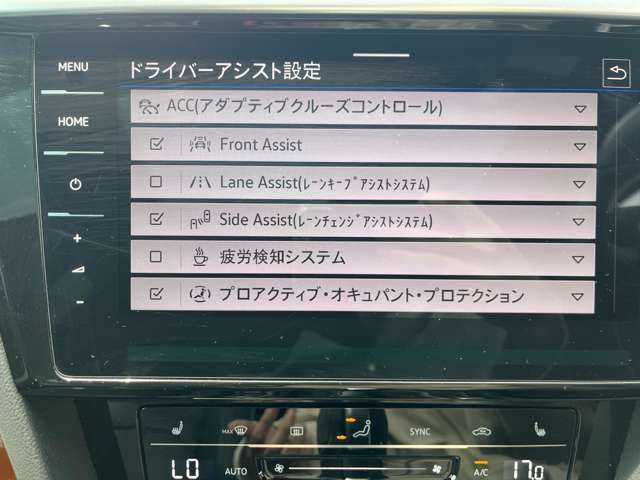 MENU
ドライバーアシスト設定
ACC(アダプティブクルーズコントロール)
HOME
Front Assist
Lane Assist(ﾚｰﾝｷｰﾌﾟｱｼｽﾄｼｽﾃﾑ)
Side Assist(ﾚｰﾝﾁｪﾝｼﾞｱｼｽﾄｼｽﾃﾑ)
+
疲労検知システム
-
プロアクティブ・オキュパント・プロテクション
MAX
SYNC
LO
AUTO
A/C
17.0